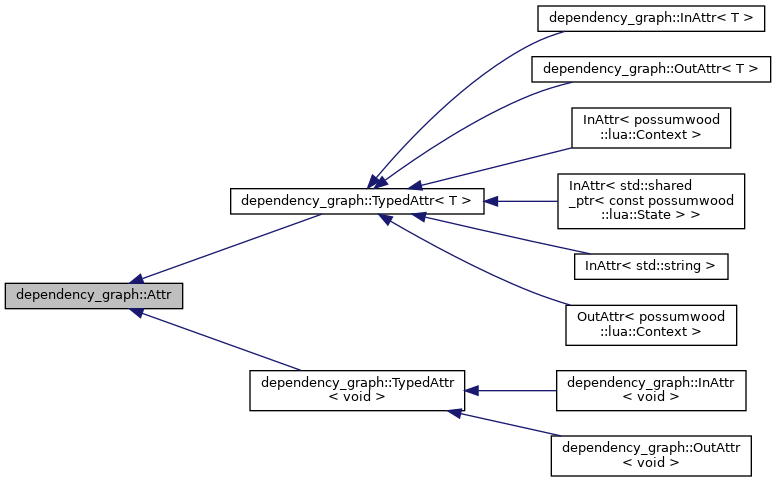 dependency_graph::InAttr< T >
dependency_graph::OutAttr< T >
InAttr< possumwood
::lua::Context >
dependency_graph::TypedAttr< T >
InAttr< std::shared
_ptr< const possumwood
::lua::State > >
InAttr< std::string >
dependency_graph::Attr
OutAttr< possumwood
::lua::Context >
dependency_graph::TypedAttr
< void >
dependency_graph::InAttr
< void >
dependency_graph::OutAttr
< void >